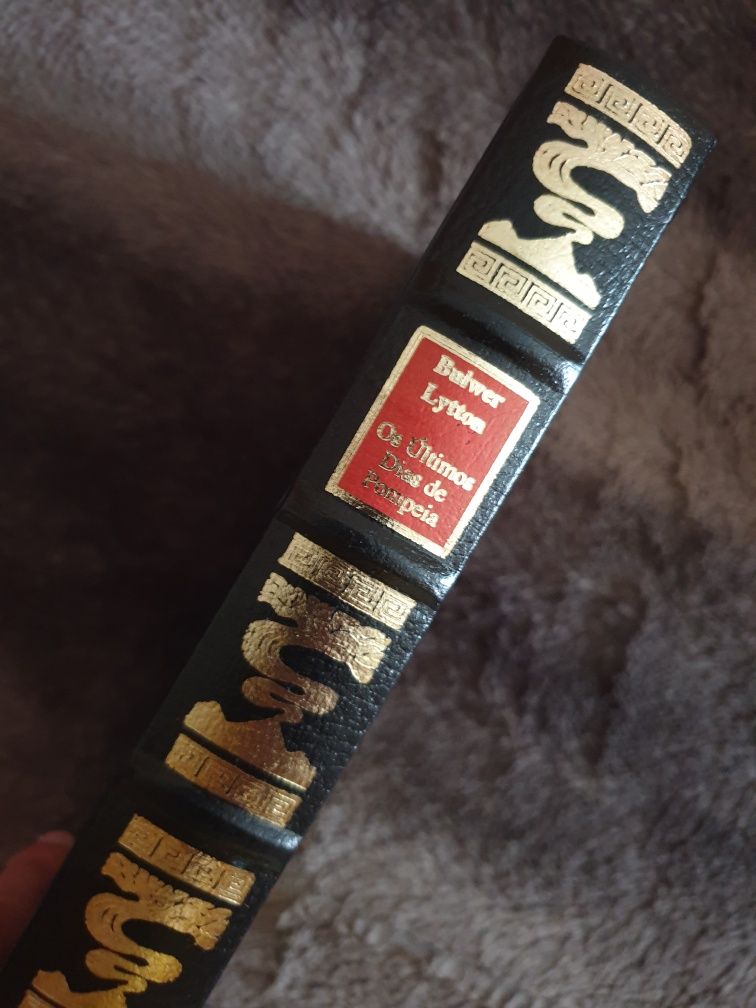 Bulwer
Lytton
Os Últimos
Dias de
Pompeia